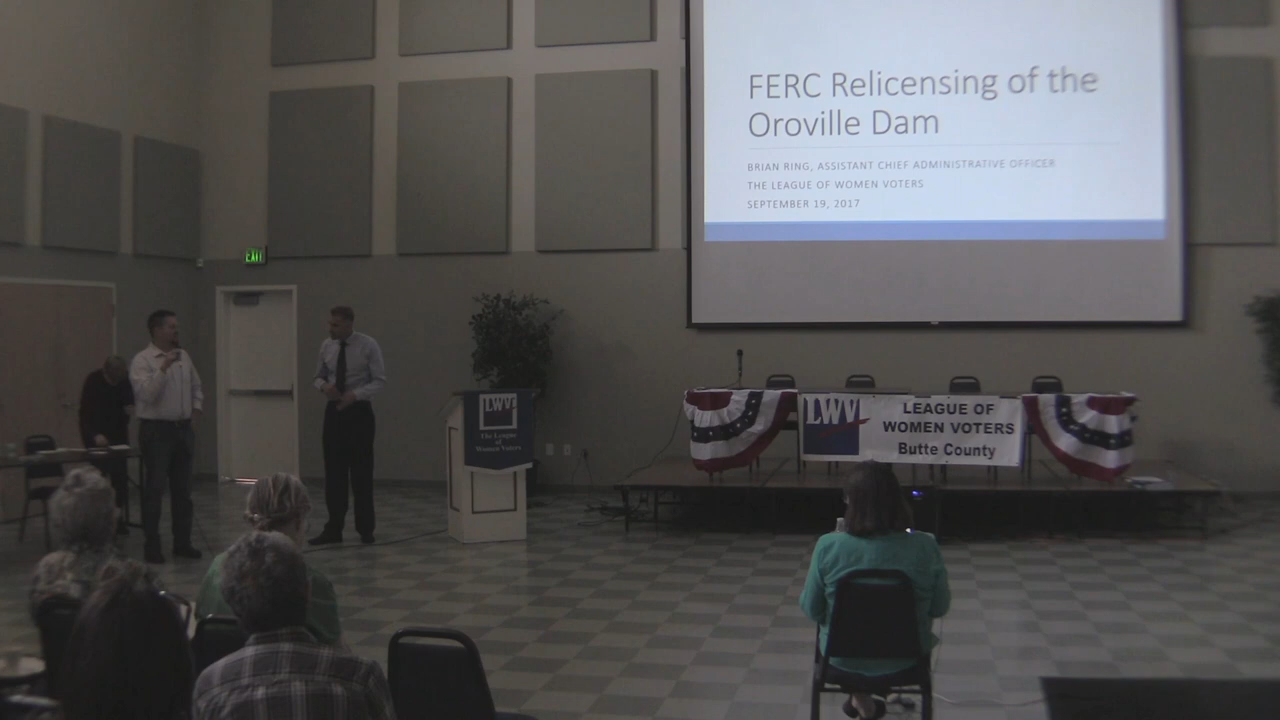 FERC Relicensing of the
Oroville Dam
BRIAN RING, ASSISTANT CHIEF ADMINISTRATIVE OFFICER
THE LEAGUE OF WOMEN VOTERS
SEPTEMBER 19, 2017
EXIT
LWV
The League
of
Women Voters
LWV
LEAGUE OF
WOMEN VOTERS
Butte County